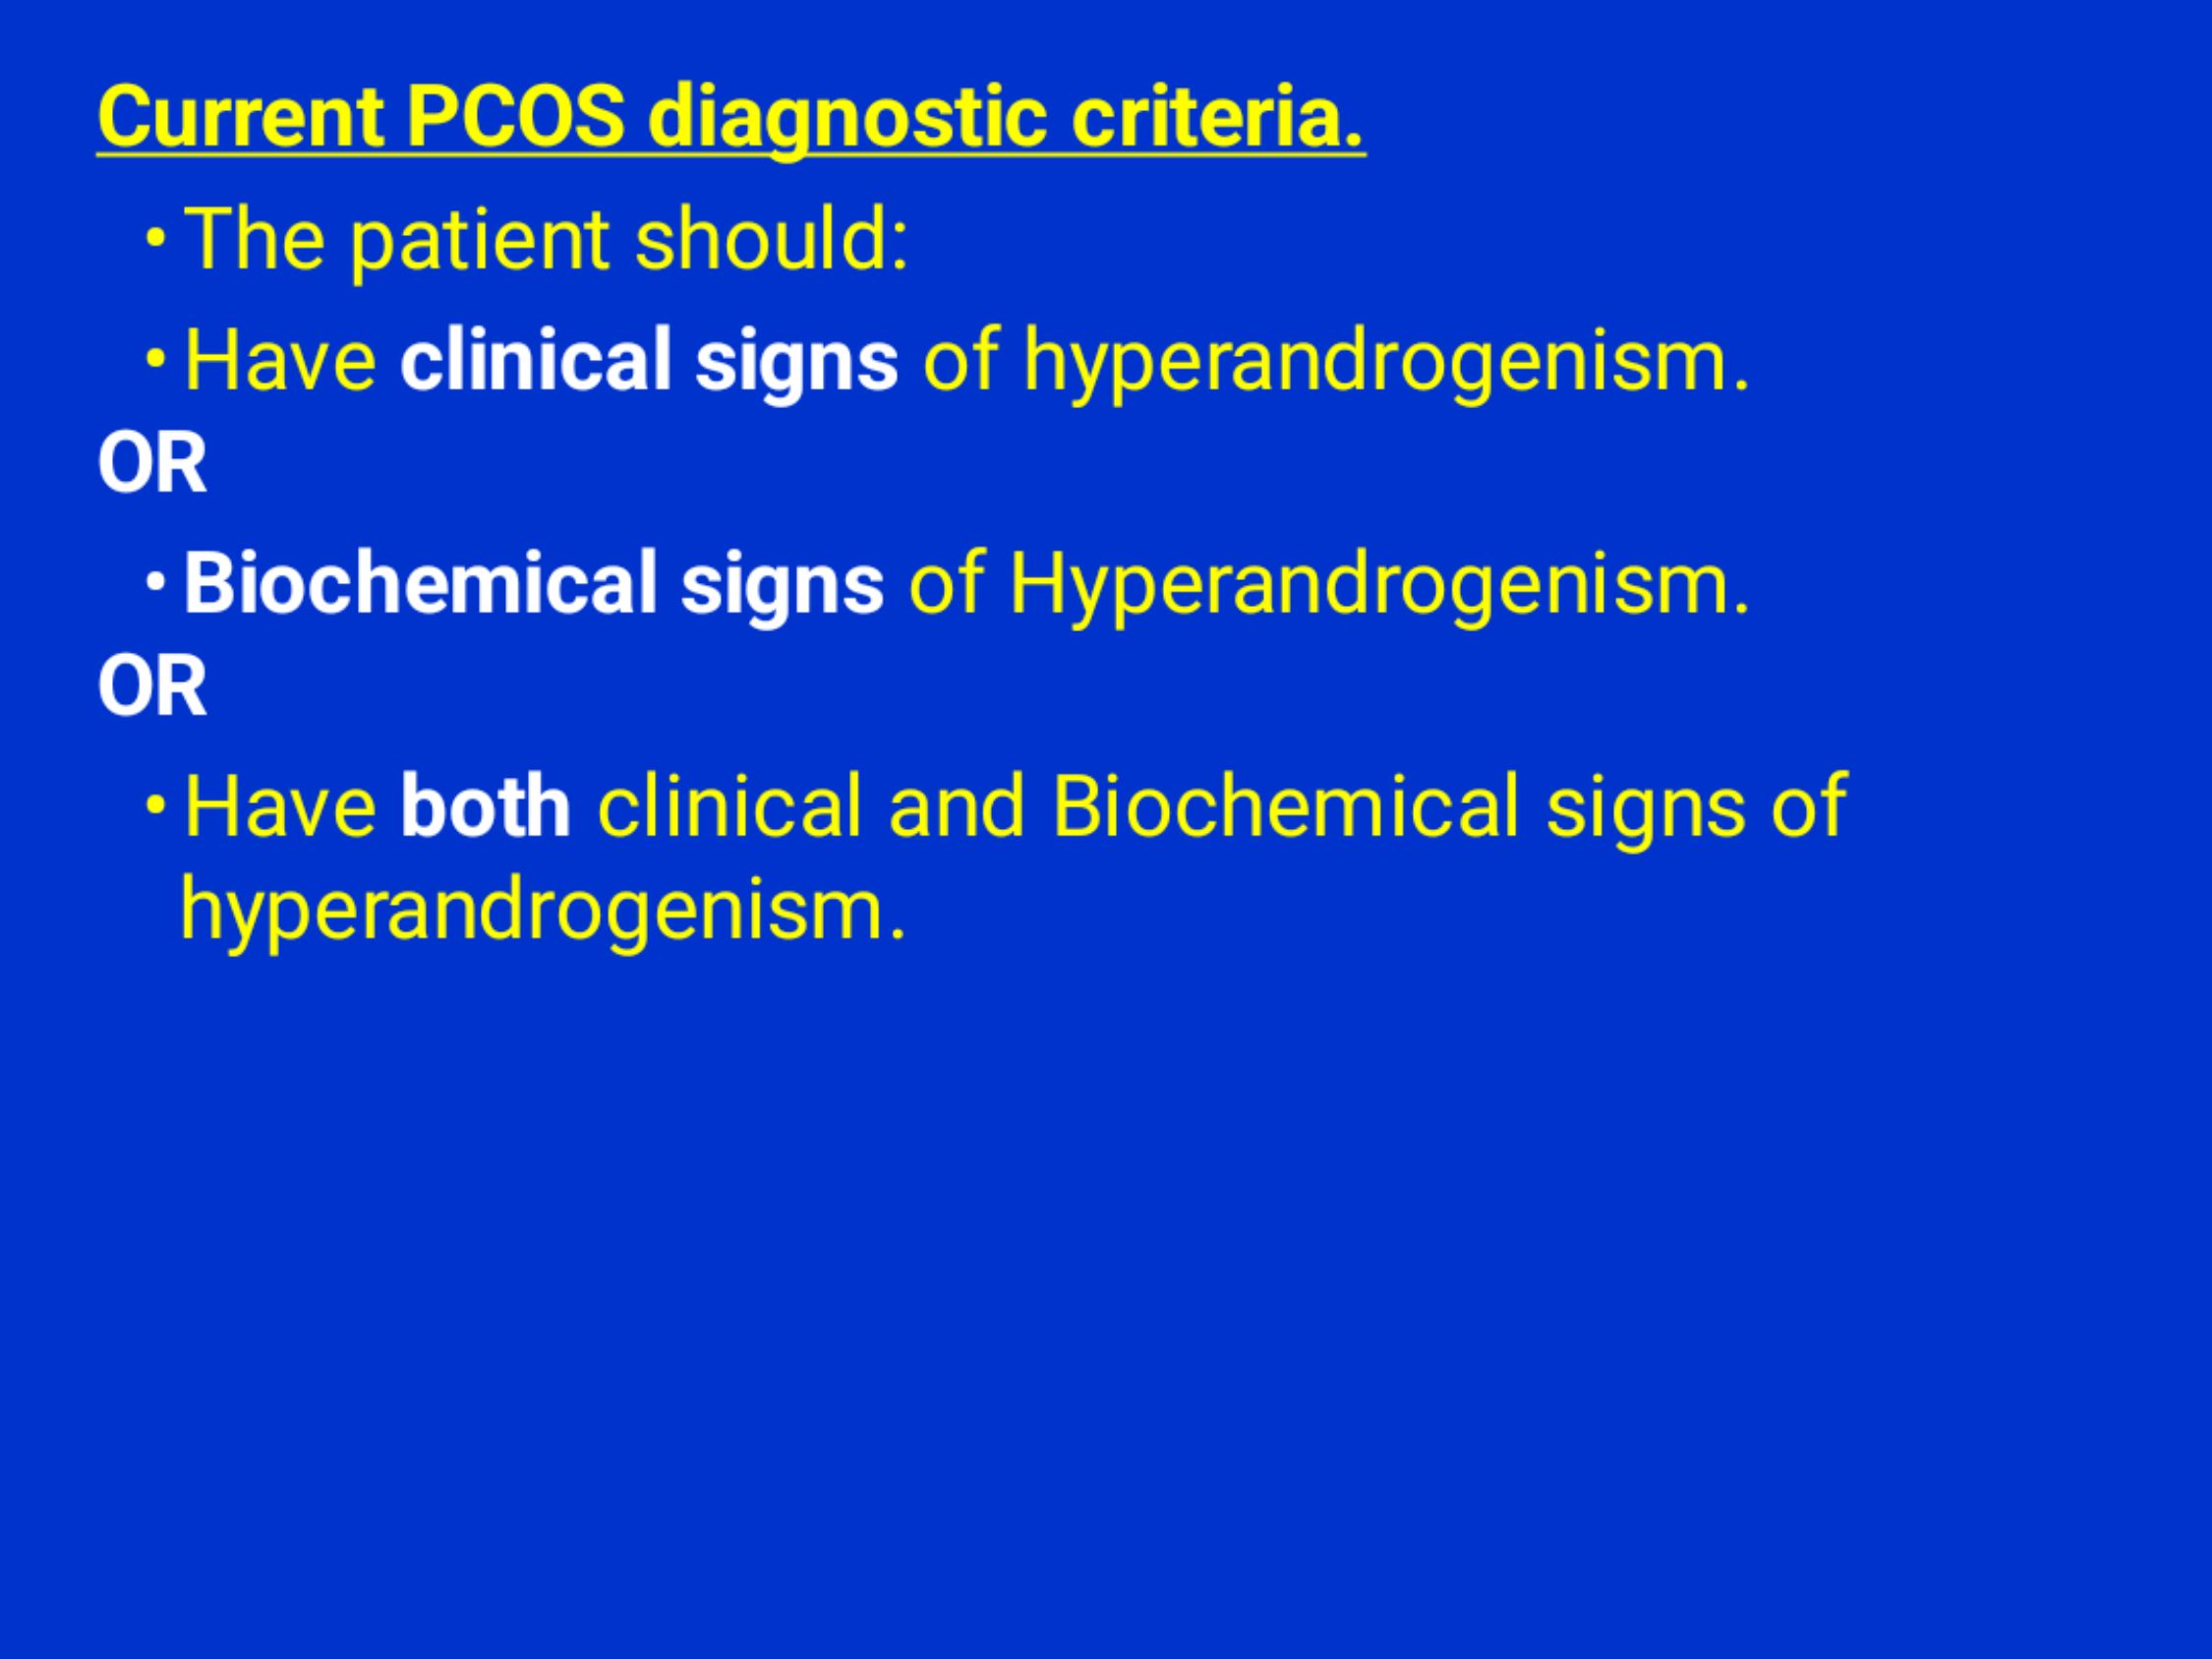 Current PCOS diagnostic criteria.
• The patient should:
• Have clinical signs of hyperandrogenism.
OR
• Biochemical signs of Hyperandrogenism.
OR
• Have both clinical and Biochemical signs of
hyperandrogenism.